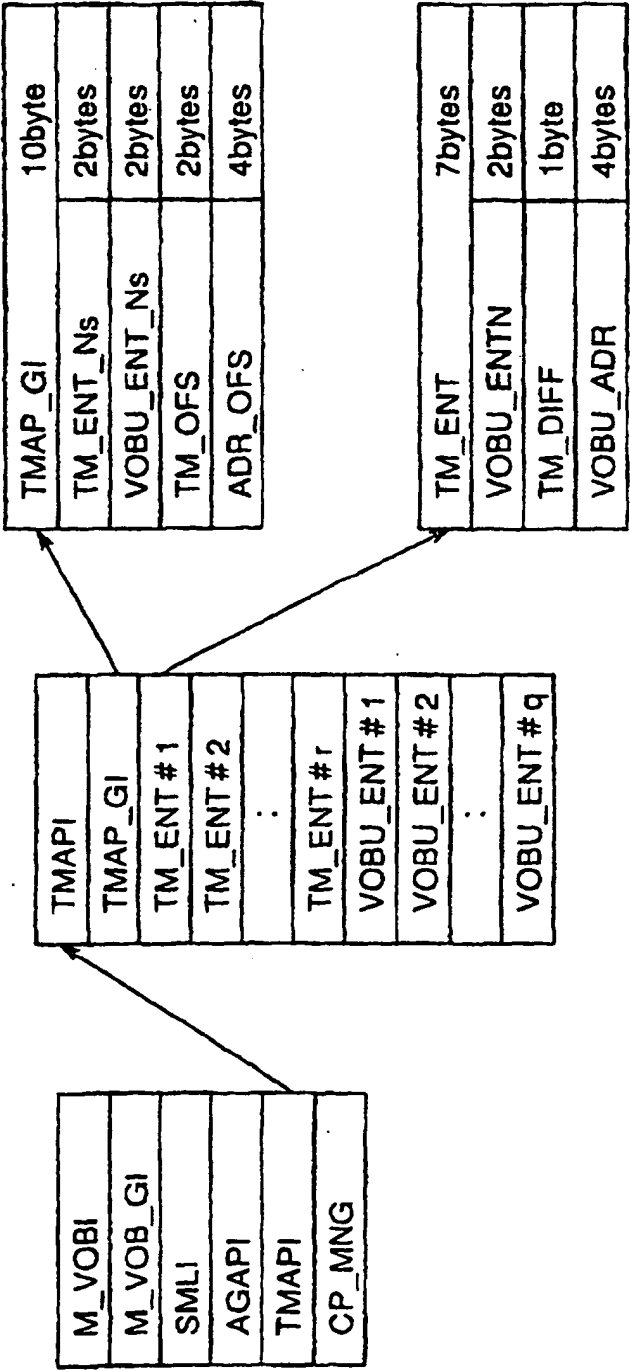 M_VOBI
M_VOB_GI
SMLI
AGAPI
TMAPI
CP_MNG
TMAPI
TMAP_GI
TM_ENT#1
TM_ENT#2
:
TM_ENT#r
VOBU_ENT#1
VOBU_ENT#2
:
VOBU_ENT#q
TMAP_GI 10byte
TM_ENT_Ns 2bytes
VOBU_ENT_Ns 2bytes
TM_OFS 2bytes
ADR_OFS 4bytes
TM_ENT 7bytes
VOBU_ENTN 2bytes
TM_DIFF 1byte
VOBU_ADR 4bytes